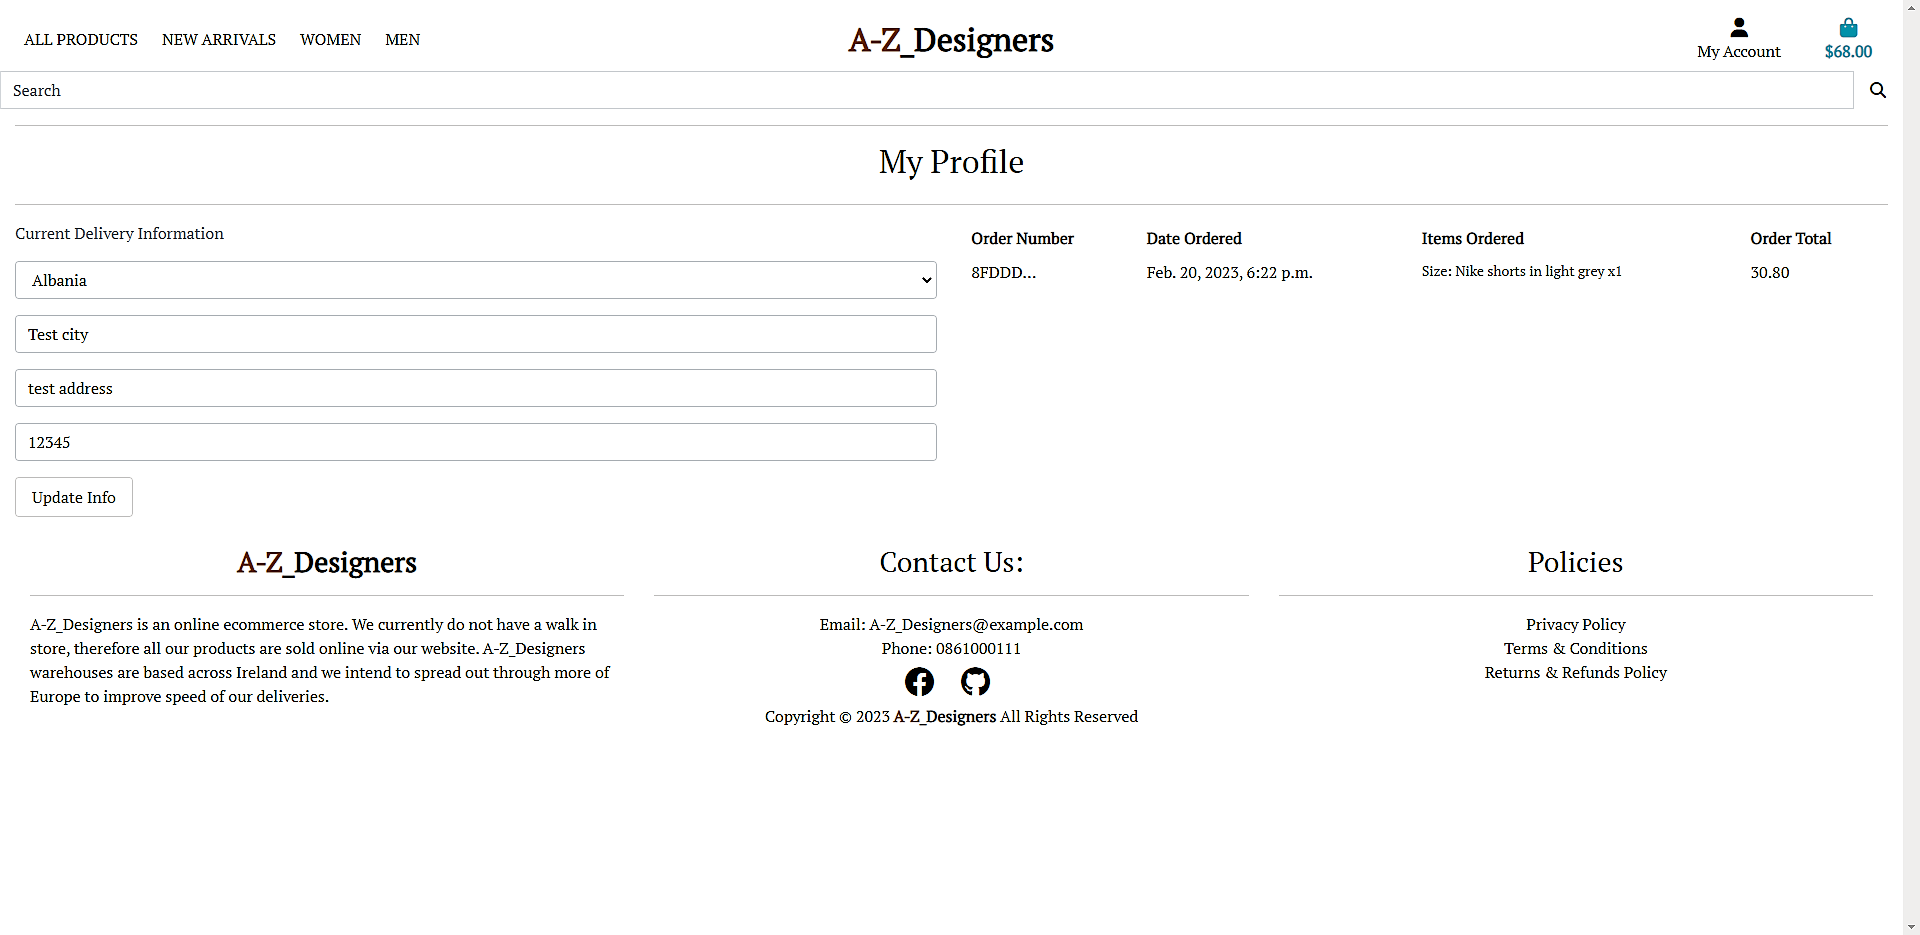 ALL PRODUCTS NEW ARRIVALS WOMEN MEN
A-Z_Designers
My Account
$68.00
Search
My Profile
Current Delivery Information
Albania
Test city
test address
12345
Update Info
Order Number Date Ordered Items Ordered Order Total
8FDDD... Feb. 20, 2023, 6:22 p.m. Size: Nike shorts in light grey x1 30.80
A-Z_Designers
A-Z_Designers is an online ecommerce store. We currently do not have a walk in
store, therefore all our products are sold online via our website. A-Z_Designers
warehouses are based across Ireland and we intend to spread out through more of
Europe to improve speed of our deliveries.
Contact Us:
Email: A-Z_Designers@example.com
Phone: 0861000111
Copyright © 2023 A-Z_Designers All Rights Reserved
Policies
Privacy Policy
Terms & Conditions
Returns & Refunds Policy